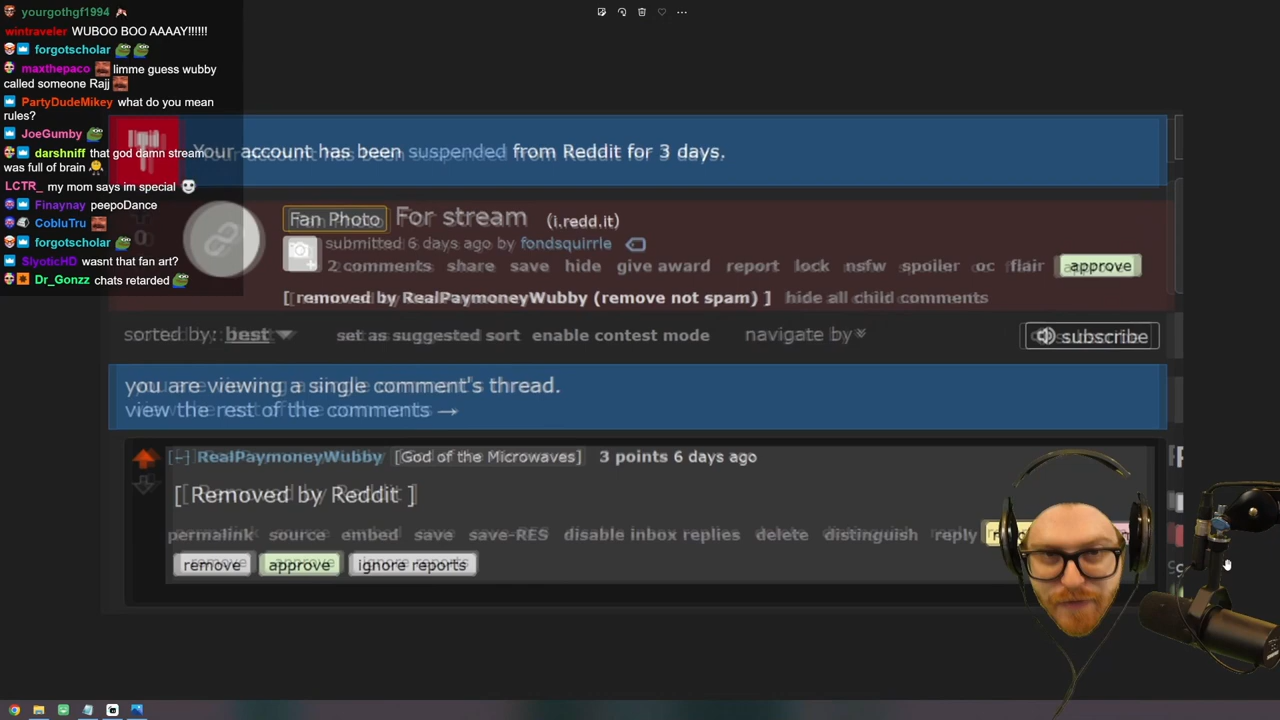 yourgothgf1994
wintraveler WUBOO BOO AAAAY!!!!!!
forgotscholar
maxthepaco limme guess wubby
called someone Rajj
PartyDudeMikey what do you mean
rules?
JoeGumby
darshniff that god damn stream
was full of brain
LCTR_ my mom says im special
Finaynay peepoDance
CobluTru
forgotscholar
SlyoticHD wasnt that fan art?
Dr_Gonzz chats retarded
Your account has been suspended from Reddit for 3 days.
Fan Photo For stream (i.redd.it)
submitted 6 days ago by fondsquirrle
2 comments share save hide give award report lock nsfw spoiler oc flair approve
[ removed by RealPaymoneyWubby (remove not spam) ] hide all child comments
sorted by: best set as suggested sort enable contest mode navigate by subscribe
you are viewing a single comment's thread.
view the rest of the comments →
[-] RealPaymoneyWubby [God of the Microwaves] 3 points 6 days ago
[ Removed by Reddit ]
permalink source embed save save-RES disable inbox replies delete distinguish reply
remove approve ignore reports